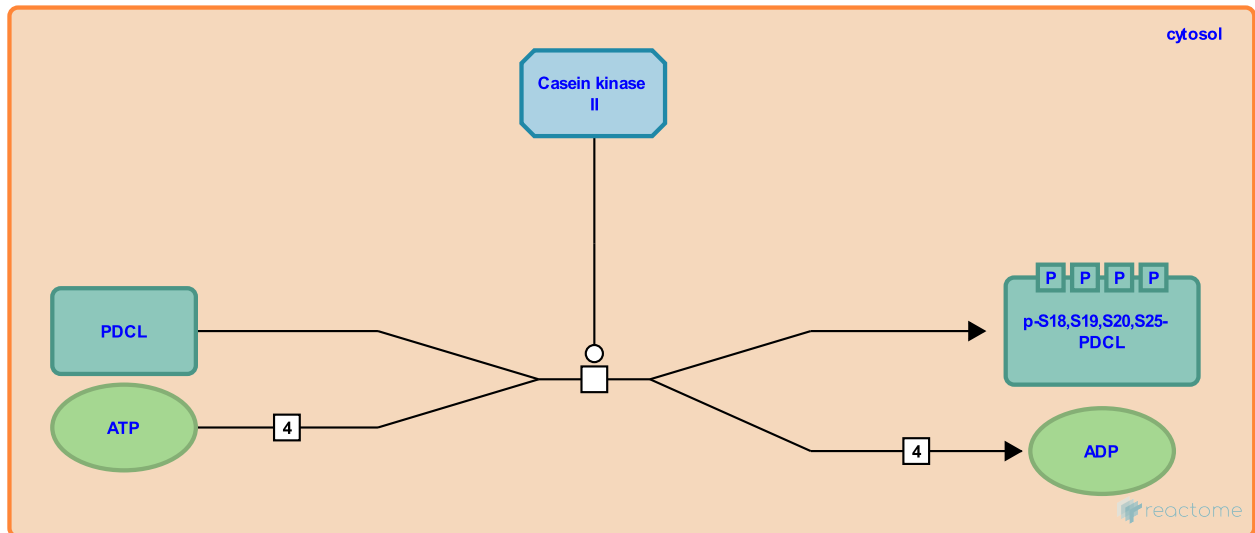 cytosol
Casein kinase
II
P P P P
PDCL
p-S18,S19,S20,S25-
PDCL
ATP
4
4
ADP
reactome